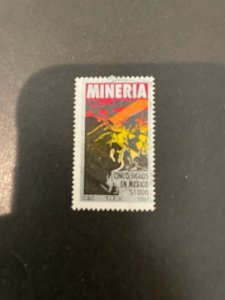 MINERIA
CINCO SIGLOS
EN MEXICO
$1000
1991